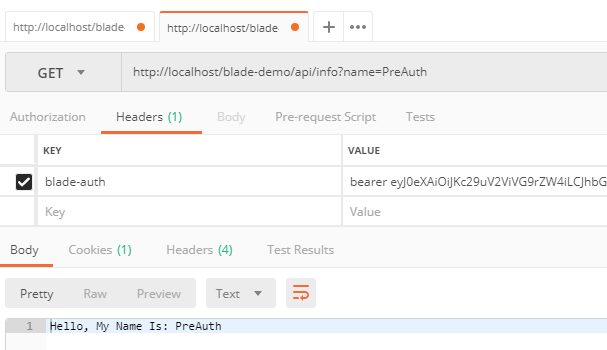 http://localhost/blade
http://localhost/blade
+
GET
http://localhost/blade-demo/api/info?name=PreAuth
Authorization Headers (1) Body Pre-request Script Tests
KEY VALUE
blade-auth bearer eyJ0eXAiOiJKc29uV2ViVG9rZW4iLCJhbG
Key Value
Body Cookies (1) Headers (4) Test Results
Pretty Raw Preview Text
1 Hello, My Name Is: PreAuth